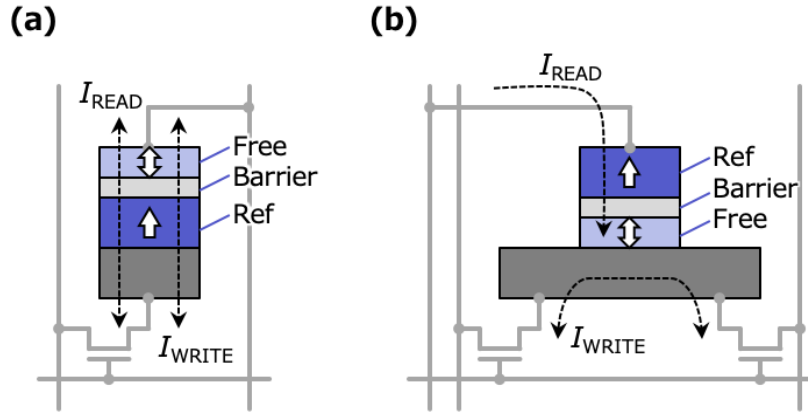 (a)
I_READ
Free
Barrier
Ref
I_WRITE
(b)
I_READ
Ref
Barrier
Free
I_WRITE